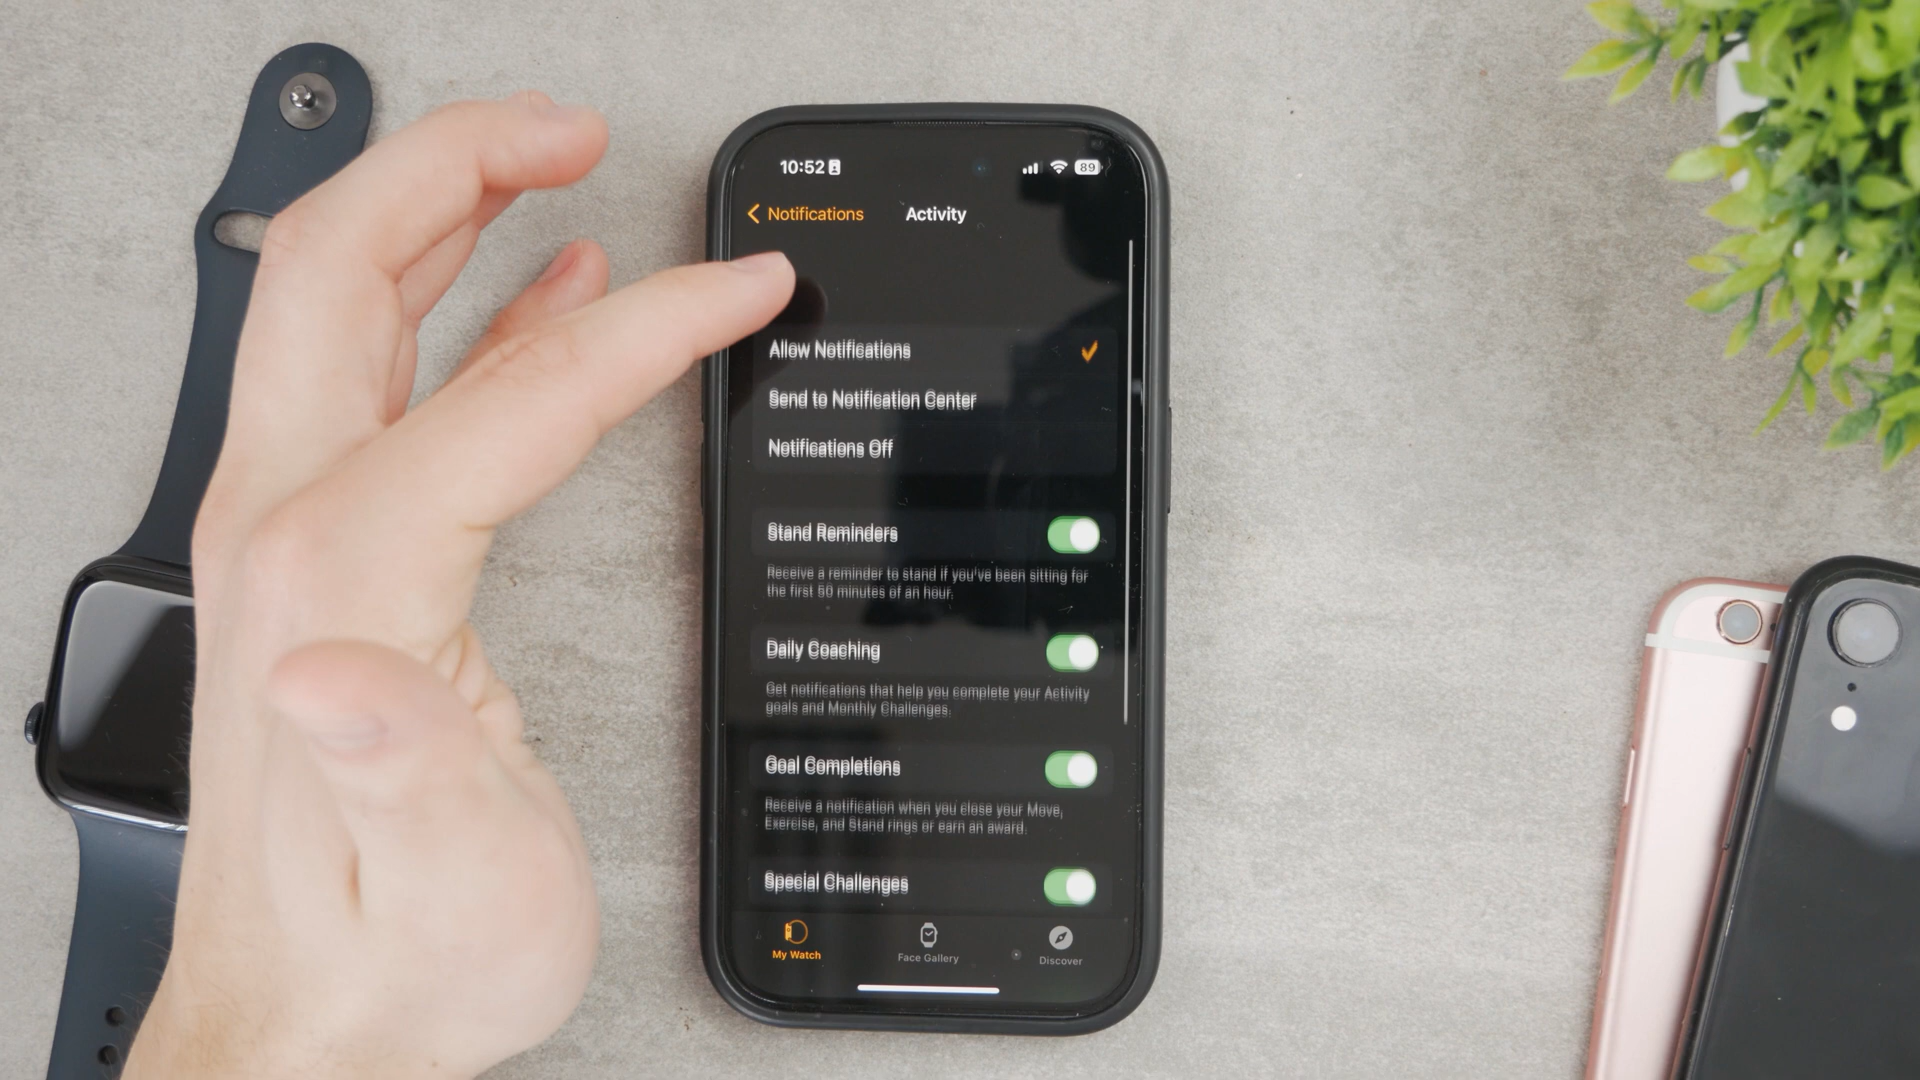 10:52
89
Notifications
Activity
Allow Notifications
Send to Notification Center
Notifications Off
Stand Reminders
Receive a reminder to stand if you've been sitting for
the first 50 minutes of an hour.
Daily Coaching
Get notifications that help you complete your Activity
goals and Monthly Challenges.
Goal Completions
Receive a notification when you close your Move,
Exercise, and Stand rings or earn an award.
Special Challenges
My Watch
Face Gallery
Discover